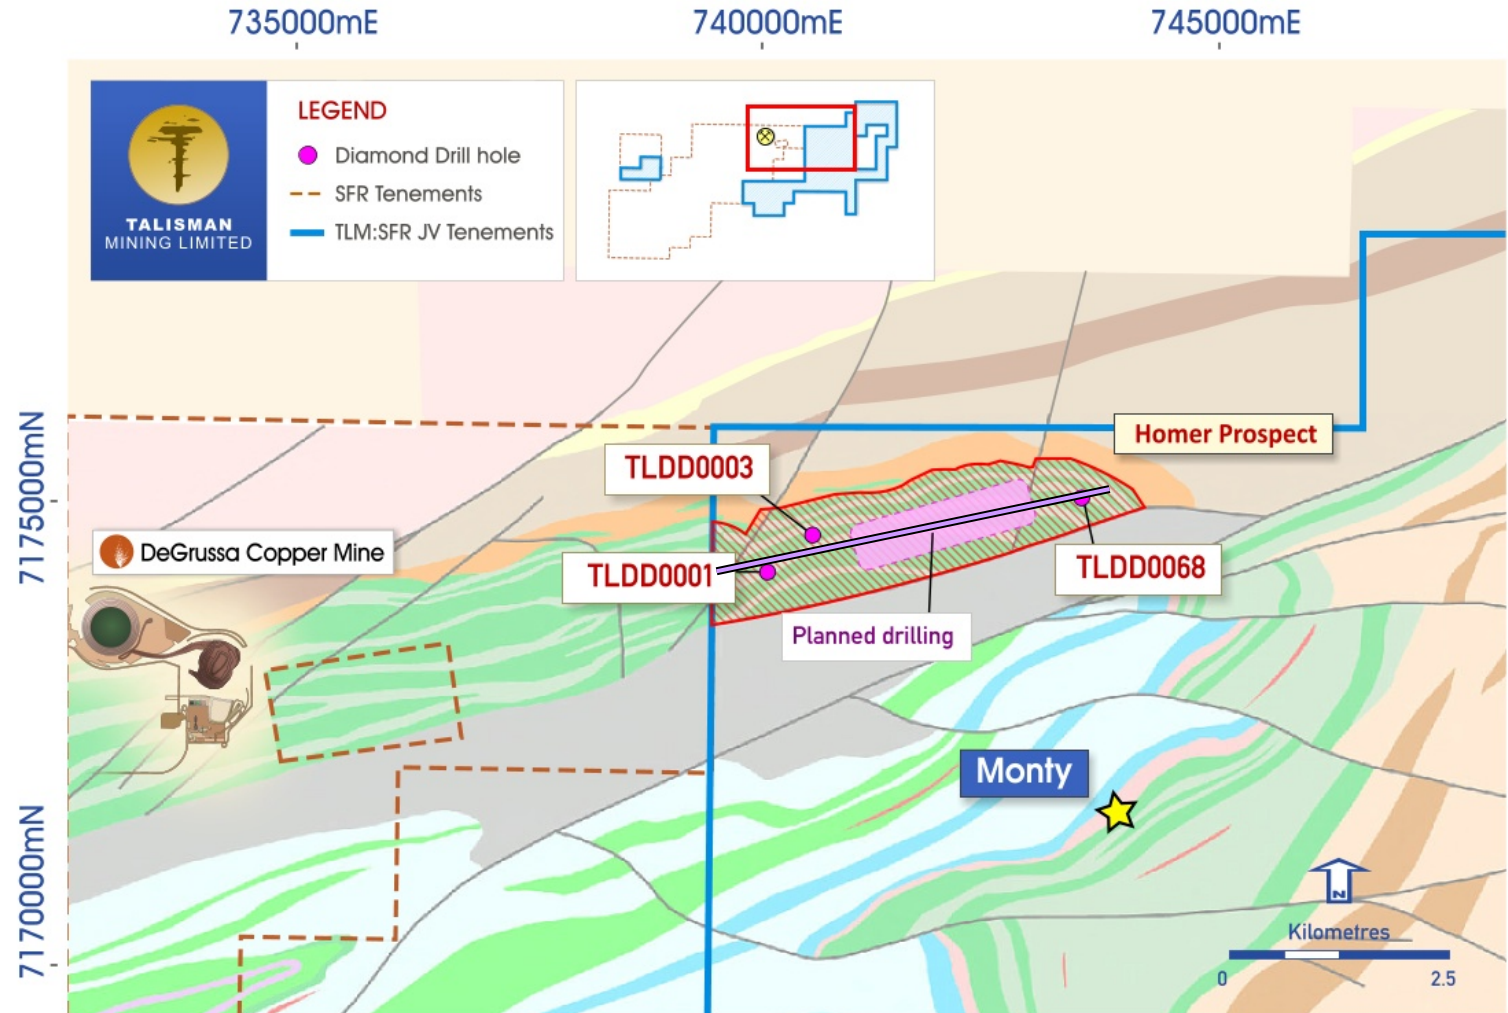 735000mE
740000mE
745000mE
TALISMAN
MINING LIMITED
LEGEND
Diamond Drill hole
SFR Tenements
TLM:SFR JV Tenements
7175000mN
7170000mN
Homer Prospect
TLDD0003
DeGrussa Copper Mine
TLDD0001
TLDD0068
Planned drilling
Monty
N
Kilometres
0
2.5